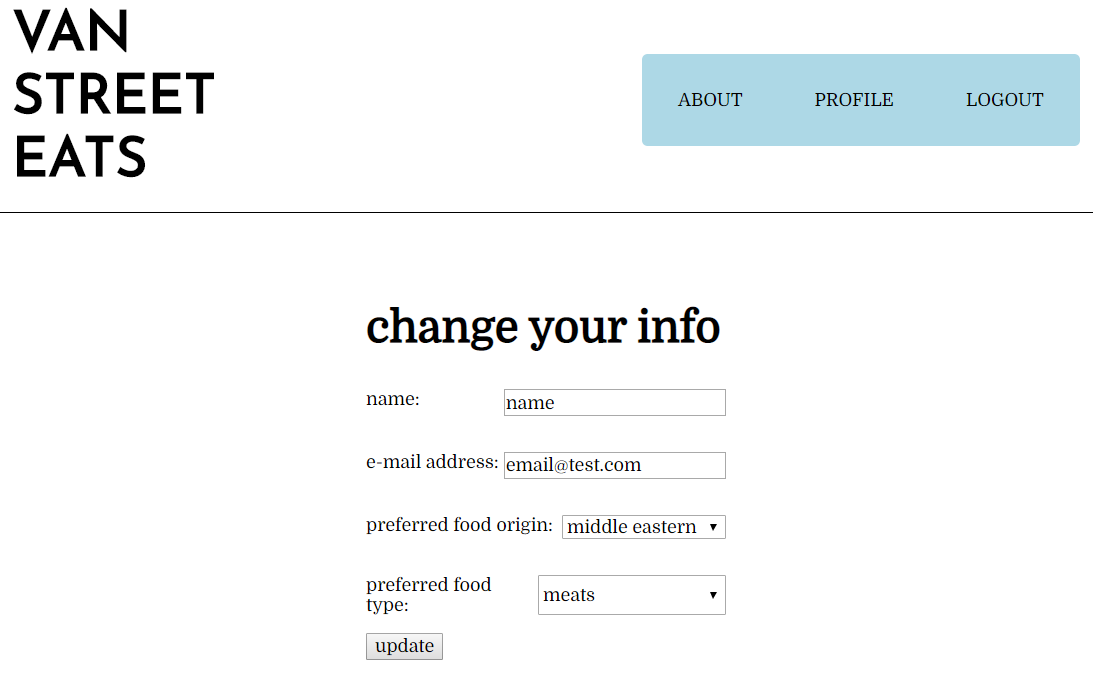 VAN
STREET
EATS
ABOUT PROFILE LOGOUT
change your info
name: name
e-mail address: email@test.com
preferred food origin: middle eastern
preferred food
type: meats
update